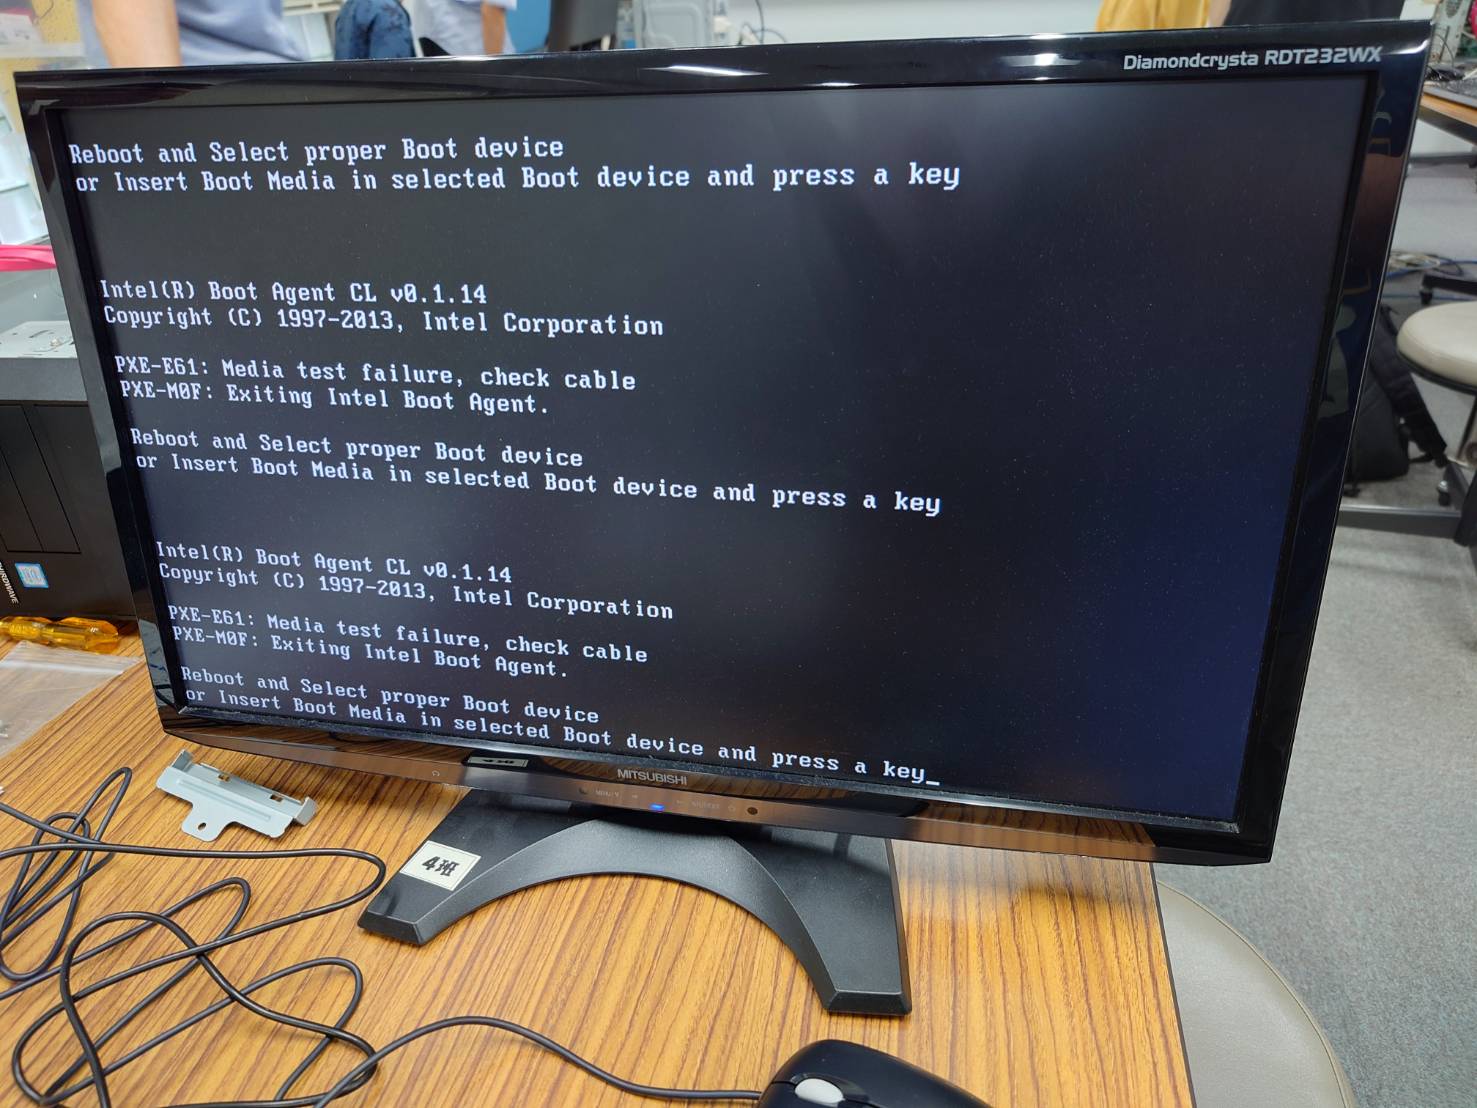 Diamondcrysta RDT232WX
Reboot and Select proper Boot device
or Insert Boot Media in selected Boot device and press a key
Intel(R) Boot Agent CL v0.1.14
Copyright (C) 1997-2013, Intel Corporation
PXE-E61: Media test failure, check cable
PXE-M0F: Exiting Intel Boot Agent.
Reboot and Select proper Boot device
or Insert Boot Media in selected Boot device and press a key
Intel(R) Boot Agent CL v0.1.14
Copyright (C) 1997-2013, Intel Corporation
PXE-E61: Media test failure, check cable
PXE-M0F: Exiting Intel Boot Agent.
Reboot and Select proper Boot device
or Insert Boot Media in selected Boot device and press a key_
MITSUBISHI
4班